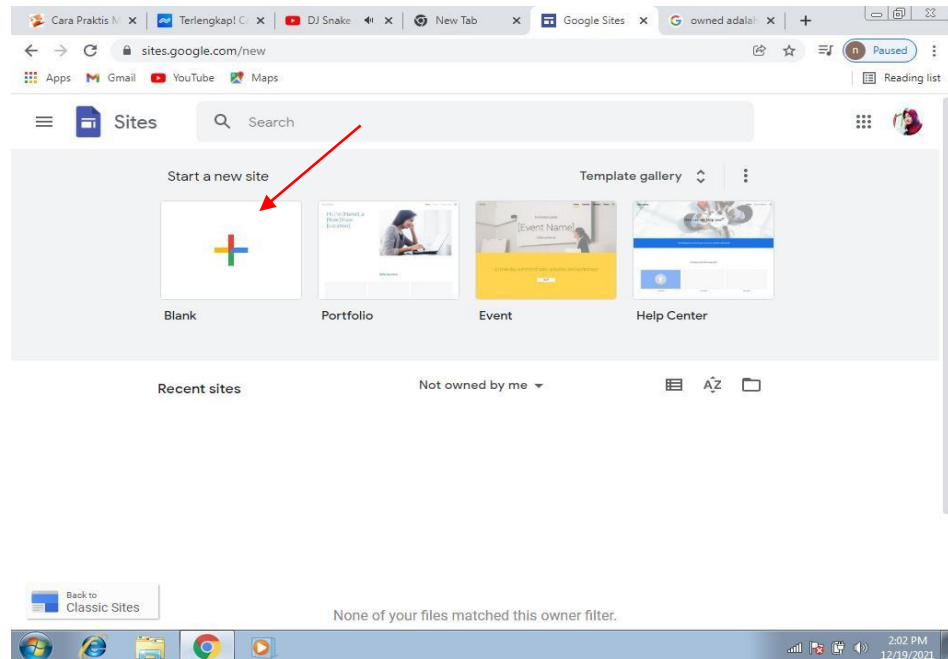 Cara Praktis M
Terlengkap! C
DJ Snake
New Tab
Google Sites
owned adalah
sites.google.com/new
n Paused
Apps Gmail YouTube Maps Reading list
Sites Search
Start a new site Template gallery
[Event Name]
Blank Portfolio Event Help Center
Recent sites Not owned by me AZ
Back to
Classic Sites
None of your files matched this owner filter.
2:02 PM
12/19/2021